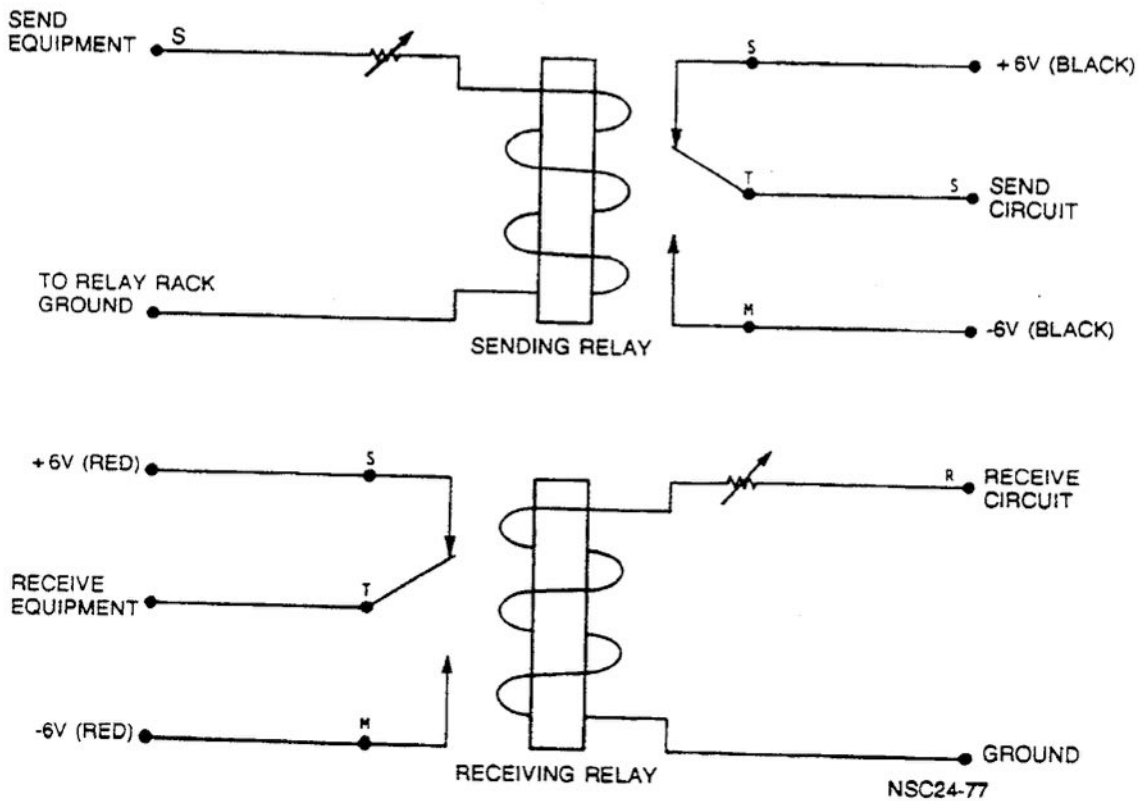 SEND
EQUIPMENT
S
S
+6V (BLACK)
T
S
SEND
CIRCUIT
TO RELAY RACK
GROUND
M
-6V (BLACK)
SENDING RELAY
+6V (RED)
S
R
RECEIVE
CIRCUIT
RECEIVE
EQUIPMENT
T
-6V (RED)
M
GROUND
RECEIVING RELAY
NSC24-77